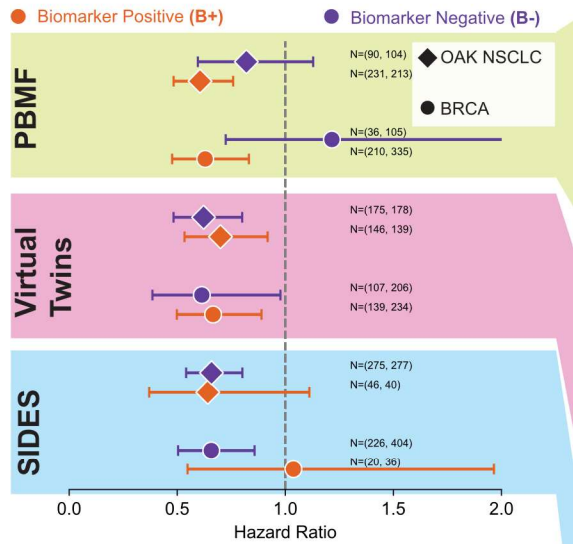 Biomarker Positive (B+) Biomarker Negative (B-)
PBMF
N=(90, 104)
N=(231, 213)
OAK NSCLC
BRCA
N=(36, 105)
N=(210, 335)
Virtual
Twins
N=(175, 178)
N=(146, 139)
N=(107, 206)
N=(139, 234)
SIDES
N=(275, 277)
N=(46, 40)
N=(226, 404)
N=(20, 36)
0.0 0.5 1.0 1.5 2.0
Hazard Ratio